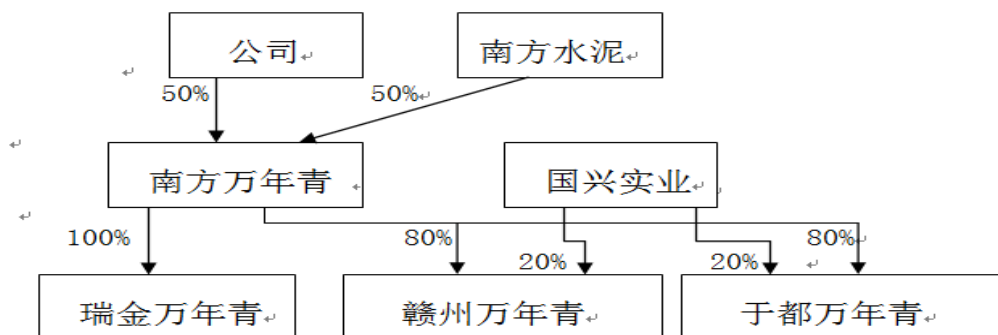 公司
南方水泥
50%
50%
南方万年青
国兴实业
100%
80%
80%
20%
20%
瑞金万年青
赣州万年青
于都万年青